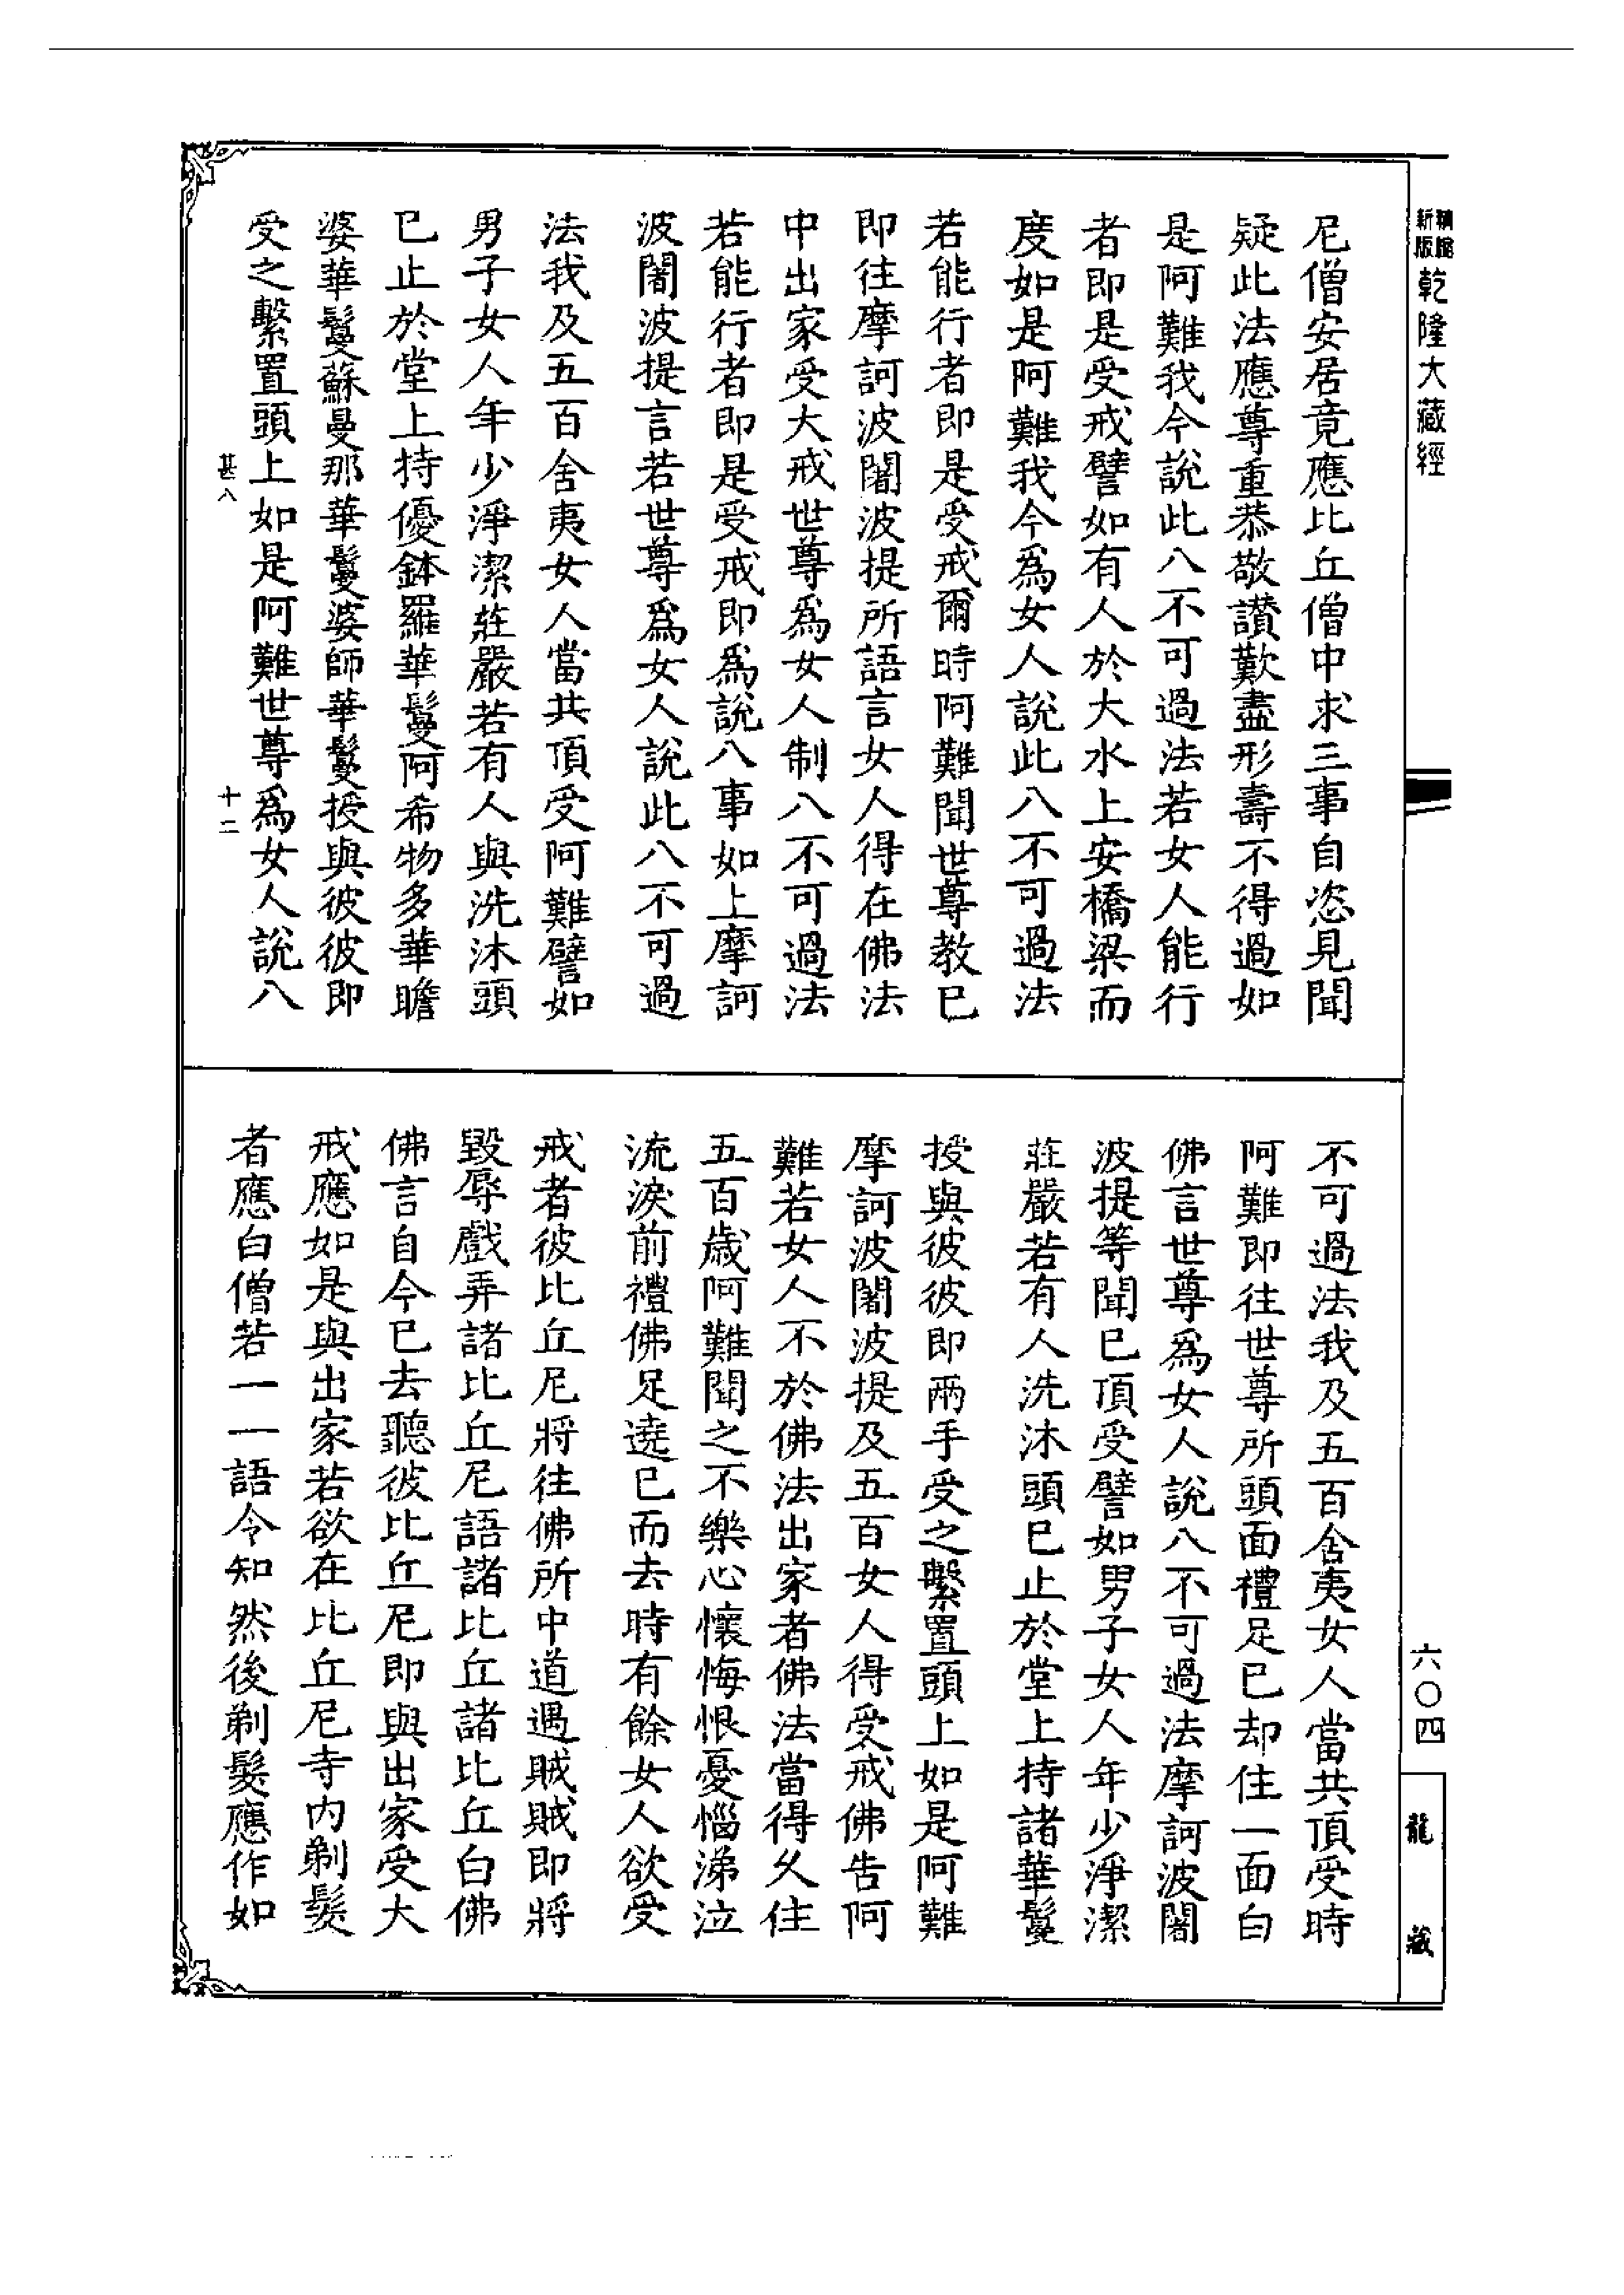 新版
精縮
乾隆大藏經
尼僧安居竟應比丘僧中求三事自恣見聞
疑此法應尊重恭敬讚歎盡形壽不得過如
是阿難我今說此八不可過法若女人能行
者即是受戒譬如有人於大水上安橋梁而
度如是阿難我今為女人說此八不可過法
若能行者即是受戒爾時阿難聞世尊教已
即往摩訶波闍波提所語言女人得在佛法
中出家受大戒世尊為女人制八不可過法
若能行者即是受戒即為說八事如上摩訶
波闍波提言若世尊為女人說此八不可過
法我及五百舍夷女人當共頂受阿難譬如
男子女人年少淨潔莊嚴若有人與洗沐頭
已止於堂上持優鉢羅華鬘阿希物多華瞻
婆華鬘蘇曼那華鬘婆師華鬘授與彼彼即
受之繫置頭上如是阿難世尊為女人說八
甚八
十二
不可過法我及五百舍夷女人當共頂受時
阿難即往世尊所頭面禮足已却住一面白
佛言世尊為女人說八不可過法摩訶波闍
波提等聞已頂受譬如男子女人年少淨潔
莊嚴若有人洗沐頭已止於堂上持諸華鬘
授與彼彼即兩手受之繫置頭上如是阿難
摩訶波闍波提及五百女人得受戒佛告阿
難若女人不於佛法出家者佛法當得久住
五百歲阿難聞之不樂心懷悔恨憂惱涕泣
流淚前禮佛足遶已而去時有餘女人欲受
戒者彼比丘尼將往佛所中道遇賊賊即將
毀辱戲弄諸比丘尼語諸比丘諸比丘白佛
佛言自今已去聽彼比丘尼即與出家受大
戒應如是與出家若欲在比丘尼寺內剃髮
者應白僧若一一語令知然後剃髮應作如
六〇四
龍
藏